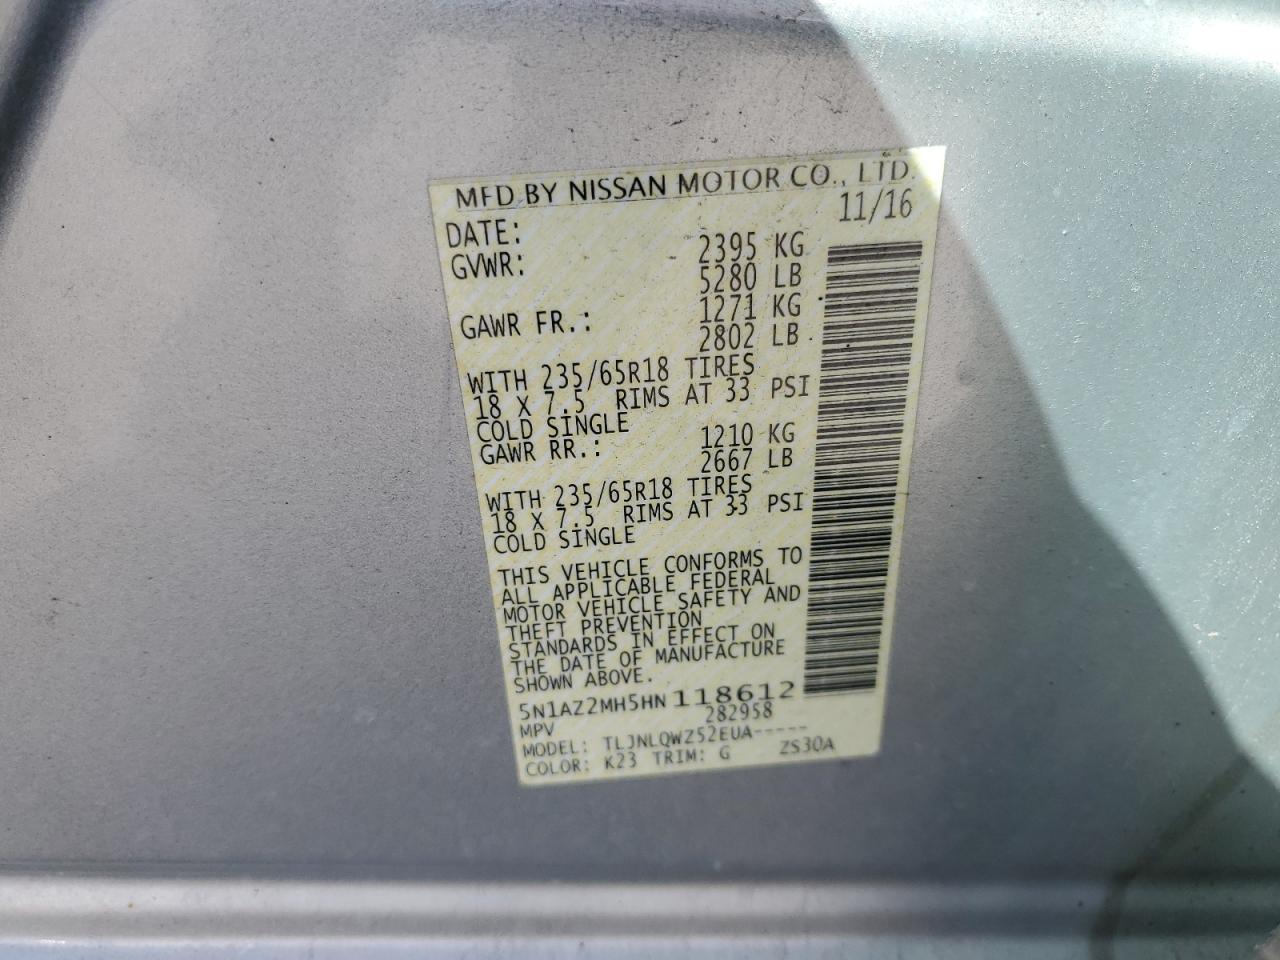 MFD BY NISSAN MOTOR CO., LTD.
DATE: 11/16
GVWR: 2395 KG
5280 LB
GAWR FR.: 1271 KG
2802 LB
WITH 235/65R18 TIRES
18 X 7.5 RIMS AT 33 PSI
COLD SINGLE
GAWR RR.: 1210 KG
2667 LB
WITH 235/65R18 TIRES
18 X 7.5 RIMS AT 33 PSI
COLD SINGLE
THIS VEHICLE CONFORMS TO
ALL APPLICABLE FEDERAL
MOTOR VEHICLE SAFETY AND
THEFT PREVENTION
STANDARDS IN EFFECT ON
THE DATE OF MANUFACTURE
SHOWN ABOVE.
5N1AZ2MH5HN118612
MPV 282958
MODEL: TLJNLQWZ52EUA-----
COLOR: K23 TRIM: G ZS30A